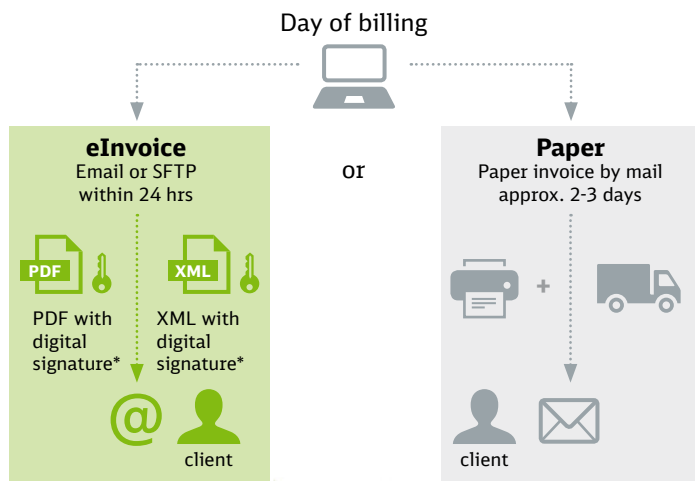 Day of billing
eInvoice
Email or SFTP
within 24 hrs
PDF
XML
PDF with
digital
signature*
XML with
digital
signature*
@
client
or
Paper
Paper invoice by mail
approx. 2-3 days
+
client